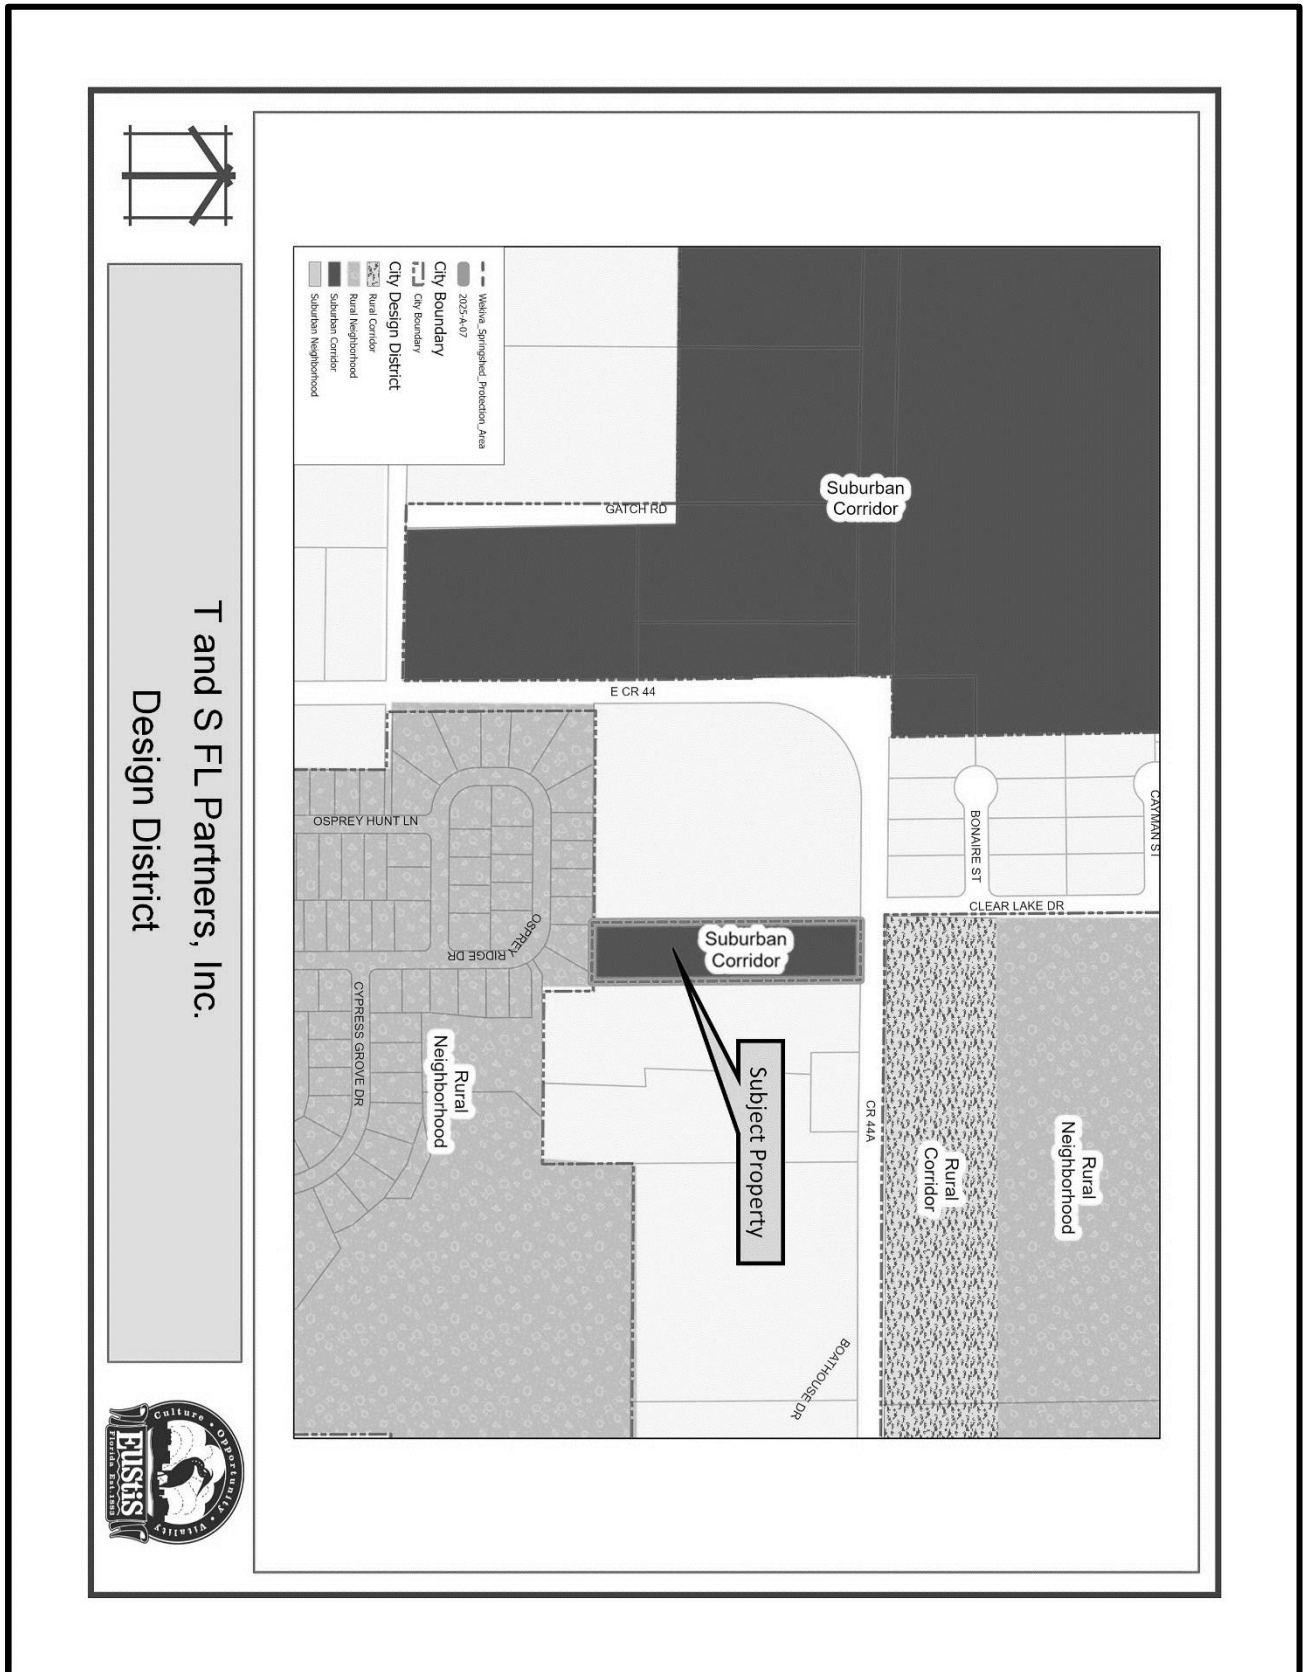 Wekiva_Springshed_Protection_Area
2025-A-07
City Boundary
City Boundary
City Design District
Rural Corridor
Rural Neighborhood
Suburban Corridor
Suburban Neighborhood
Suburban
Corridor
GATCH RD
E CR 44
CAYMAN ST
BONAIRE ST
CLEAR LAKE DR
OSPREY HUNT LN
OSPREY RIDGE DR
CYPRESS GROVE DR
Suburban
Corridor
Subject Property
CR 44A
Rural
Neighborhood
Rural
Corridor
Rural
Neighborhood
BOATHOUSE DR
T and S FL Partners, Inc.
Design District
Culture • Opportunity • Vitality
EUSTIS
Florida Est. 1883